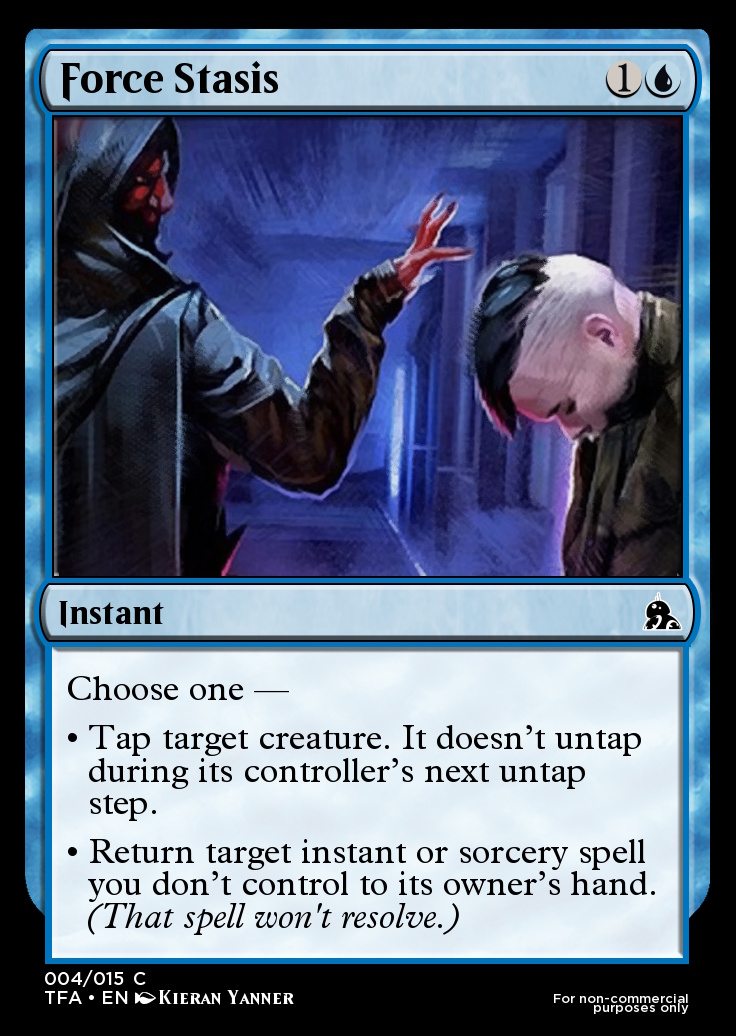 Force Stasis
1
Instant
Choose one —
• Tap target creature. It doesn’t untap
during its controller’s next untap
step.
• Return target instant or sorcery spell
you don’t control to its owner’s hand.
(That spell won't resolve.)
004/015 C
TFA • EN Kieran Yanner
For non-commercial
purposes only